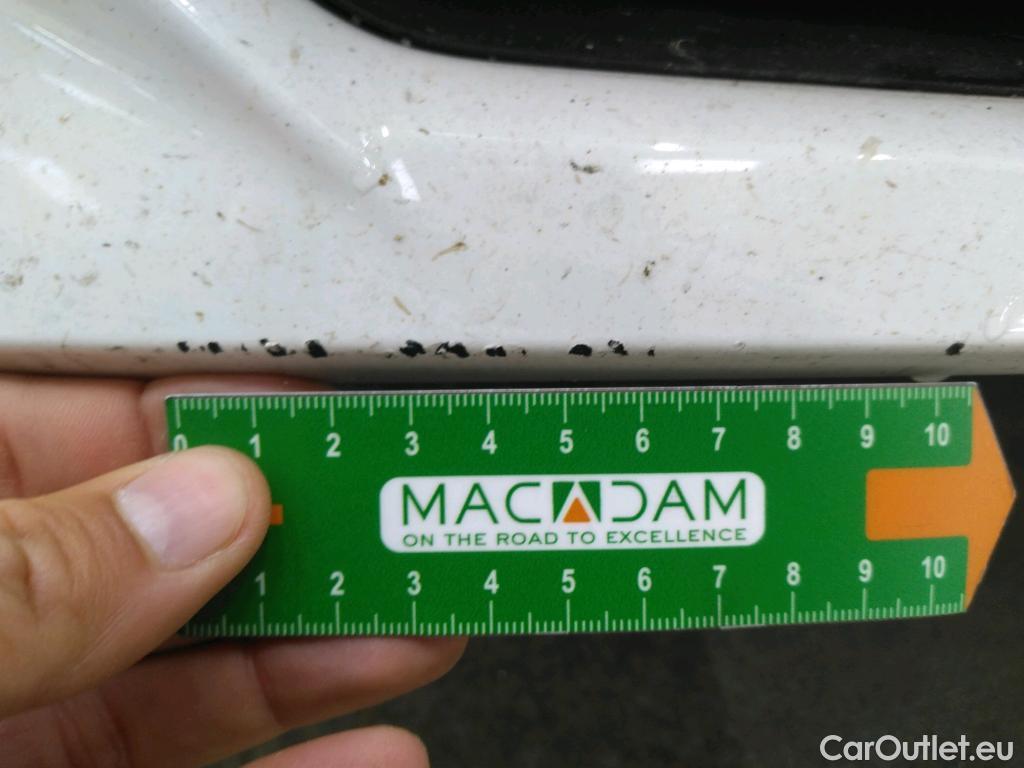 0 1 2 3 4 5 6 7 8 9 10
MACADAM
ON THE ROAD TO EXCELLENCE
1 2 3 4 5 6 7 8 9 10
CarOutlet.eu